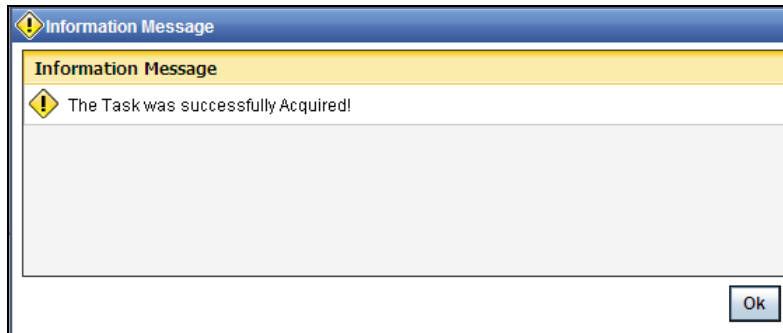 Information Message
Information Message
The Task was successfully Acquired!
Ok